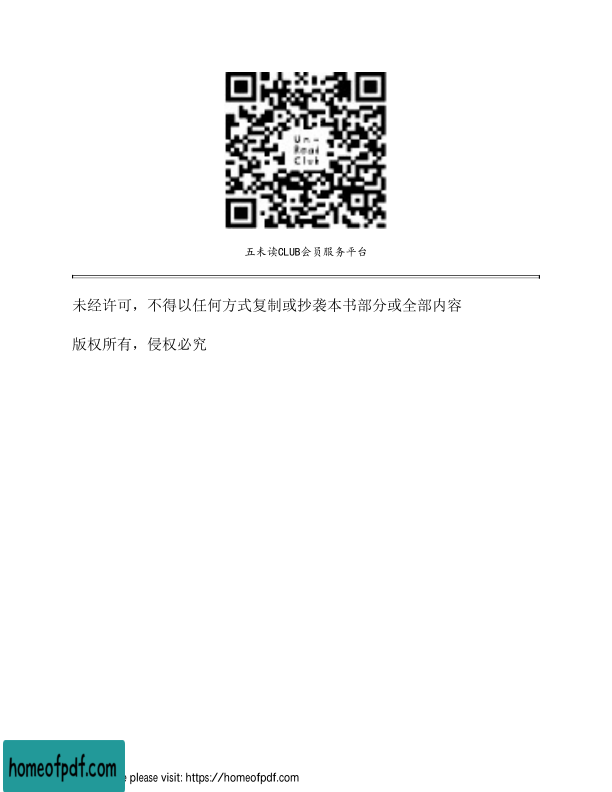 Un-
Read
Club
五未读CLUB会员服务平台
未经许可，不得以任何方式复制或抄袭本书部分或全部内容
版权所有，侵权必究
homeofpdf.com
please visit: https://homeofpdf.com